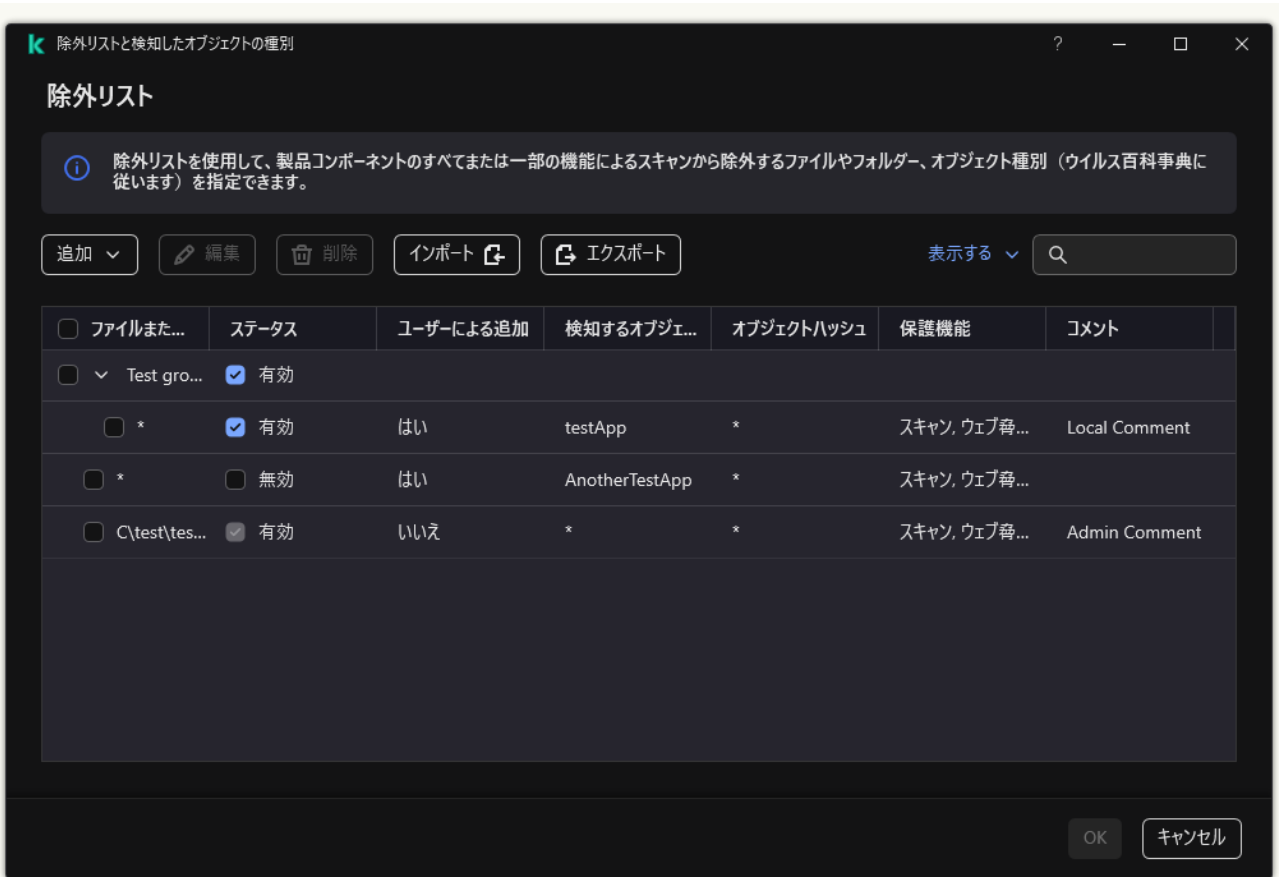 除外リストと検知したオブジェクトの種別
?
除外リスト
除外リストを使用して、製品コンポーネントのすべてまたは一部の機能によるスキャンから除外するファイルやフォルダー、オブジェクト種別（ウイルス百科事典に
従います）を指定できます。
追加 編集 削除 インポート エクスポート 表示する
ファイルまた... ステータス ユーザーによる追加 検知するオブジェ... オブジェクトハッシュ 保護機能 コメント
Test gro... 有効
* 有効 はい testApp * スキャン, ウェブ脅... Local Comment
* 無効 はい AnotherTestApp * スキャン, ウェブ脅...
C\test\tes... 有効 いいえ * * スキャン, ウェブ脅... Admin Comment
OK キャンセル